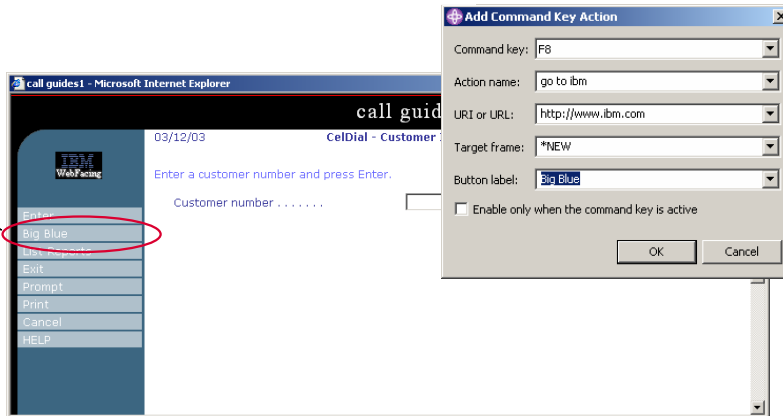 Add Command Key Action
Command key: F8
Action name: go to ibm
URI or URL: http://www.ibm.com
Target frame: *NEW
Button label: Big Blue
Enable only when the command key is active
OK Cancel
call guides1 - Microsoft Internet Explorer
call guid
03/12/03 CelDial - Customer
IBM
WebFacing
Enter a customer number and press Enter.
Customer number . . . . . . .
Enter
Big Blue
List Reports
Exit
Prompt
Print
Cancel
HELP